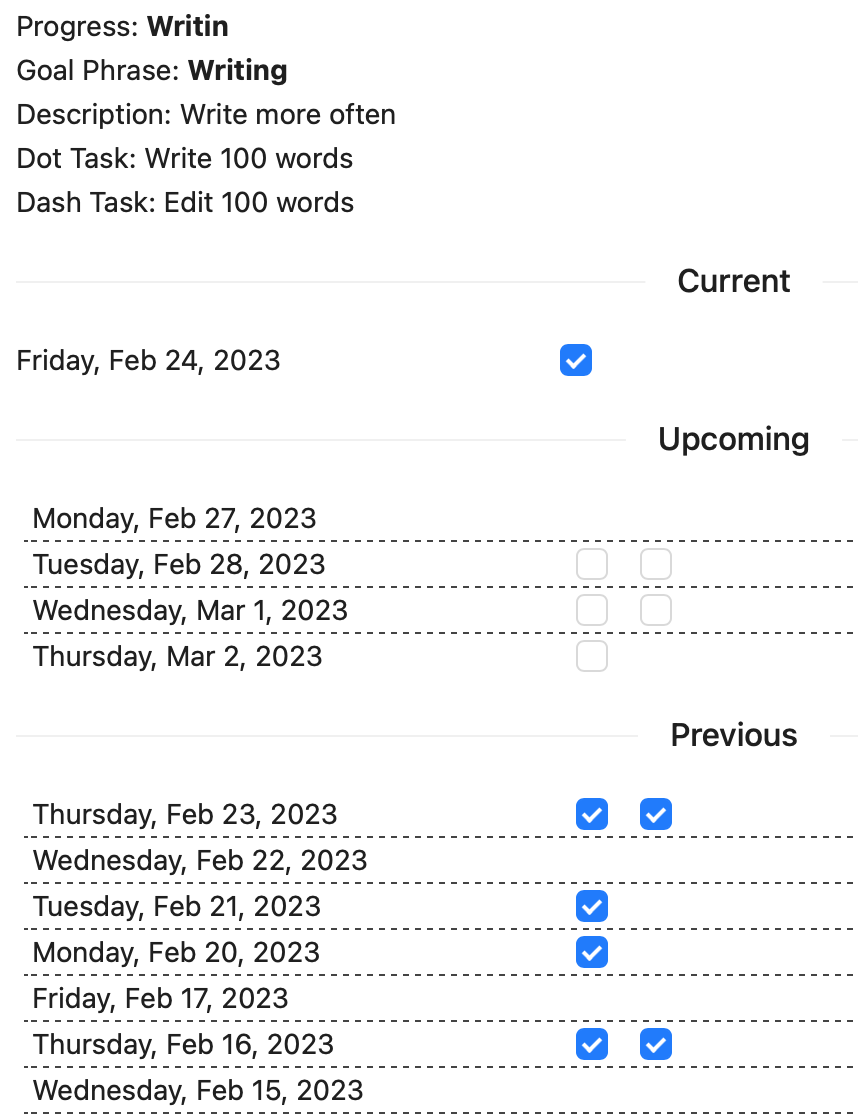 Progress: Writin
Goal Phrase: Writing
Description: Write more often
Dot Task: Write 100 words
Dash Task: Edit 100 words
Current
Friday, Feb 24, 2023
Upcoming
Monday, Feb 27, 2023
Tuesday, Feb 28, 2023
Wednesday, Mar 1, 2023
Thursday, Mar 2, 2023
Previous
Thursday, Feb 23, 2023
Wednesday, Feb 22, 2023
Tuesday, Feb 21, 2023
Monday, Feb 20, 2023
Friday, Feb 17, 2023
Thursday, Feb 16, 2023
Wednesday, Feb 15, 2023